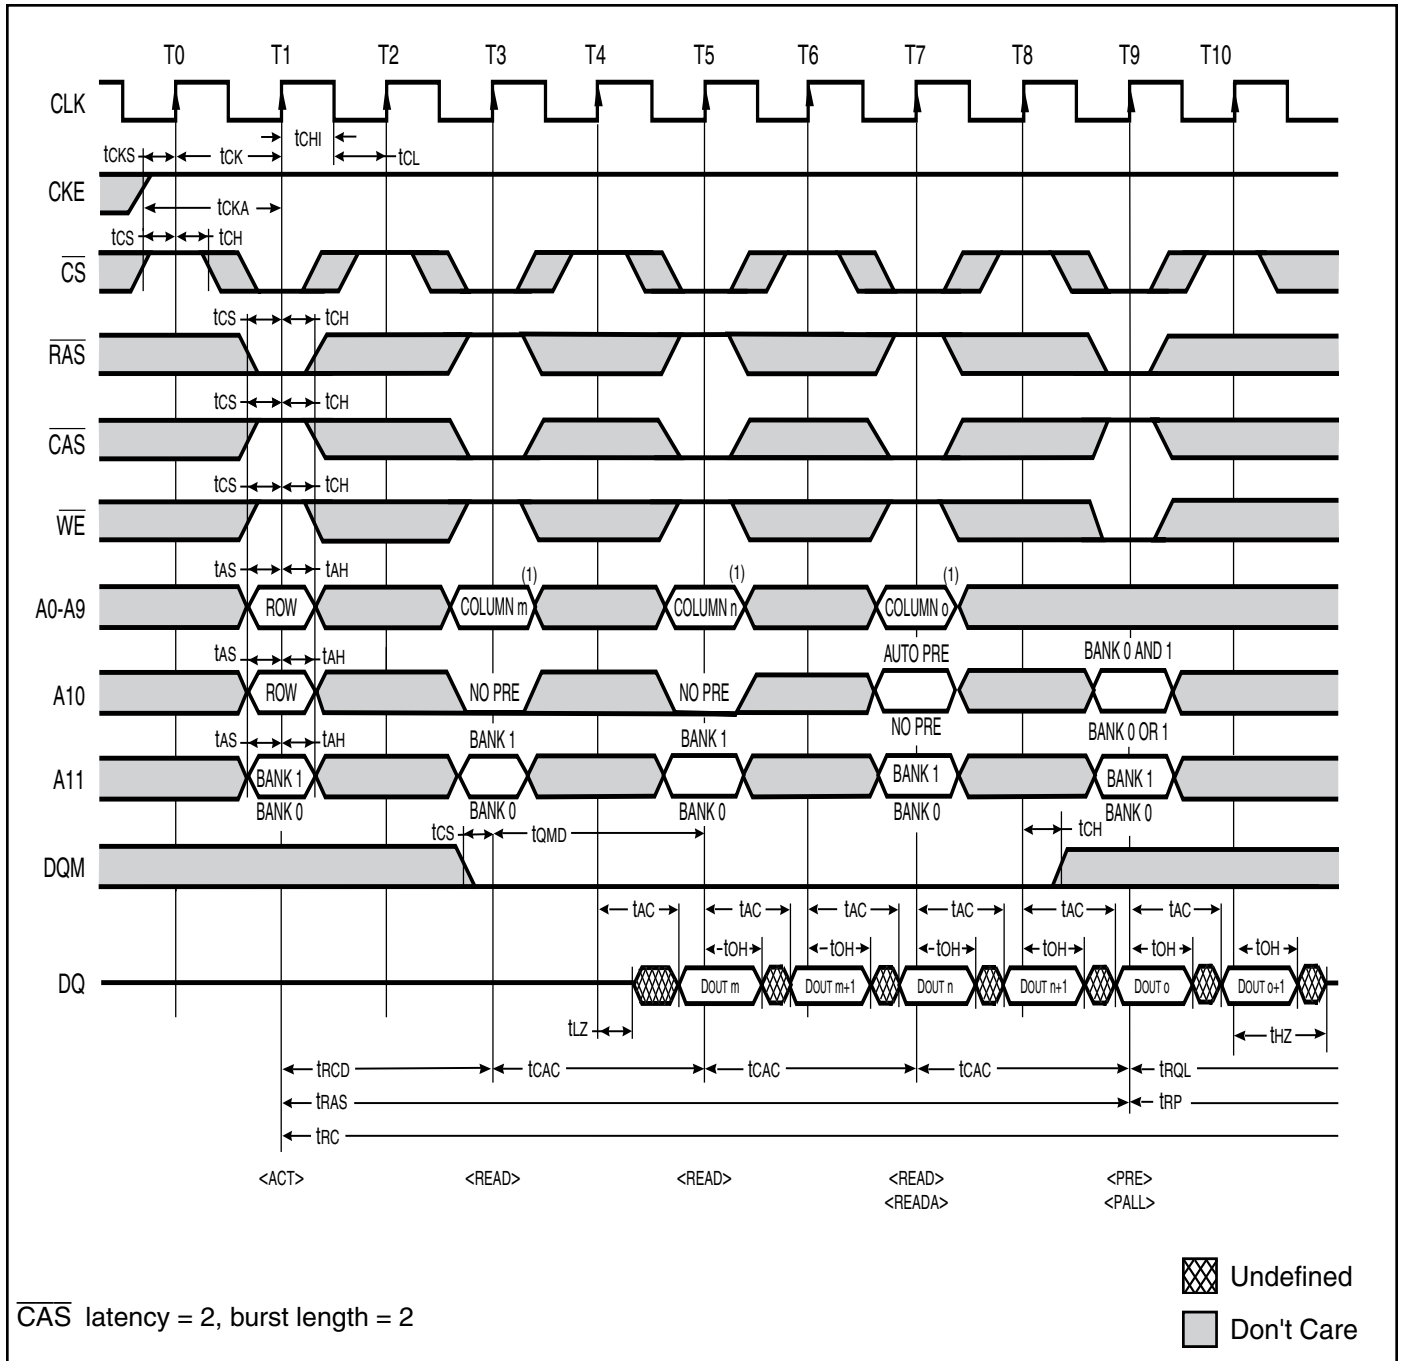 T0 T1 T2 T3 T4 T5 T6 T7 T8 T9 T10
CLK
tCHI
tCKS tCK tCL
CKE
tCKA
tCS tCH
CS
tCS tCH
RAS
tCS tCH
CAS
tCS tCH
WE
tAS tAH (1) (1) (1)
A0-A9 ROW COLUMN m COLUMN n COLUMN o
tAS tAH AUTO PRE BANK 0 AND 1
A10 ROW NO PRE NO PRE
NO PRE BANK 0 OR 1
tAS tAH BANK 1 BANK 1
A11 BANK 1 BANK 1 BANK 1
BANK 0 BANK 0 BANK 0 BANK 0 BANK 0
tCS tQMD tCH
DQM
tAC tAC tAC tAC tAC tAC
tOH tOH tOH tOH tOH tOH
DQ DOUT m DOUT m+1 DOUT n DOUT n+1 DOUT o DOUT o+1
tLZ tHZ
tRCD tCAC tCAC tCAC tRQL
tRAS tRP
tRC
<ACT> <READ> <READ> <READ> <PRE>
<READA> <PALL>
Undefined
CAS latency = 2, burst length = 2
Don't Care